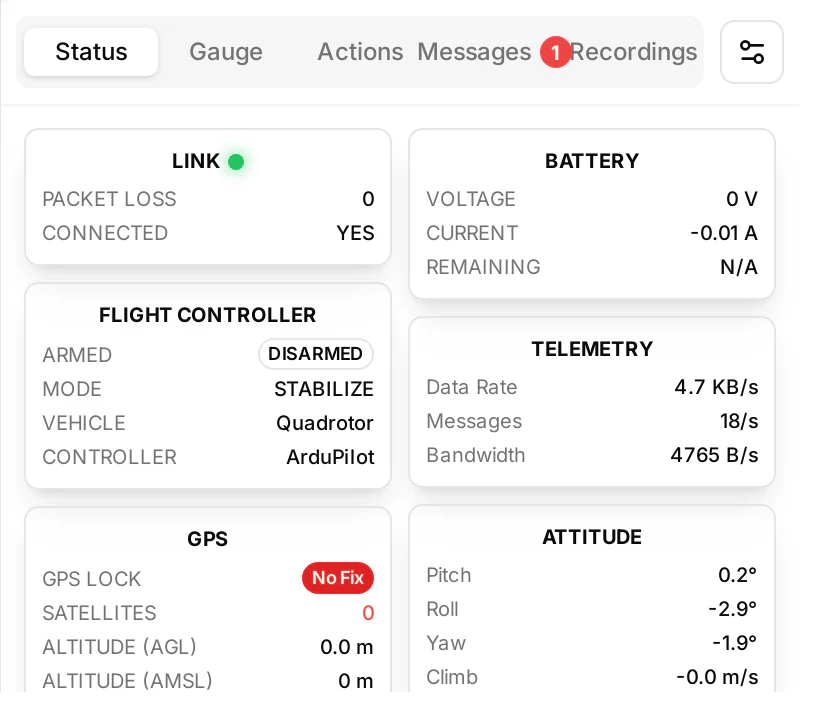 Status Gauge Actions Messages 1 Recordings
LINK
PACKET LOSS 0
CONNECTED YES
FLIGHT CONTROLLER
ARMED DISARMED
MODE STABILIZE
VEHICLE Quadrotor
CONTROLLER ArduPilot
GPS
GPS LOCK No Fix
SATELLITES 0
ALTITUDE (AGL) 0.0 m
ALTITUDE (AMSL) 0 m
BATTERY
VOLTAGE 0 V
CURRENT -0.01 A
REMAINING N/A
TELEMETRY
Data Rate 4.7 KB/s
Messages 18/s
Bandwidth 4765 B/s
ATTITUDE
Pitch 0.2°
Roll -2.9°
Yaw -1.9°
Climb -0.0 m/s